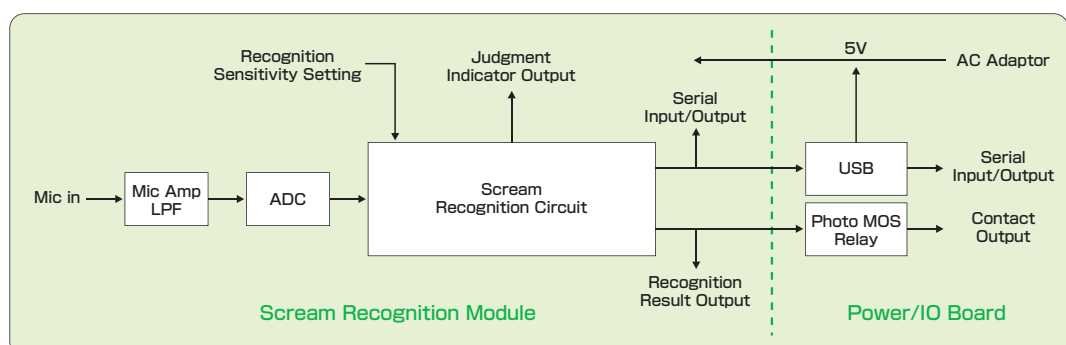 Recognition
Sensitivity Setting
Judgment
Indicator Output
5V
AC Adaptor
Serial
Input/Output
Mic in
Mic Amp
LPF
ADC
Scream
Recognition Circuit
USB
Serial
Input/Output
Photo MOS
Relay
Contact
Output
Recognition
Result Output
Scream Recognition Module
Power/IO Board